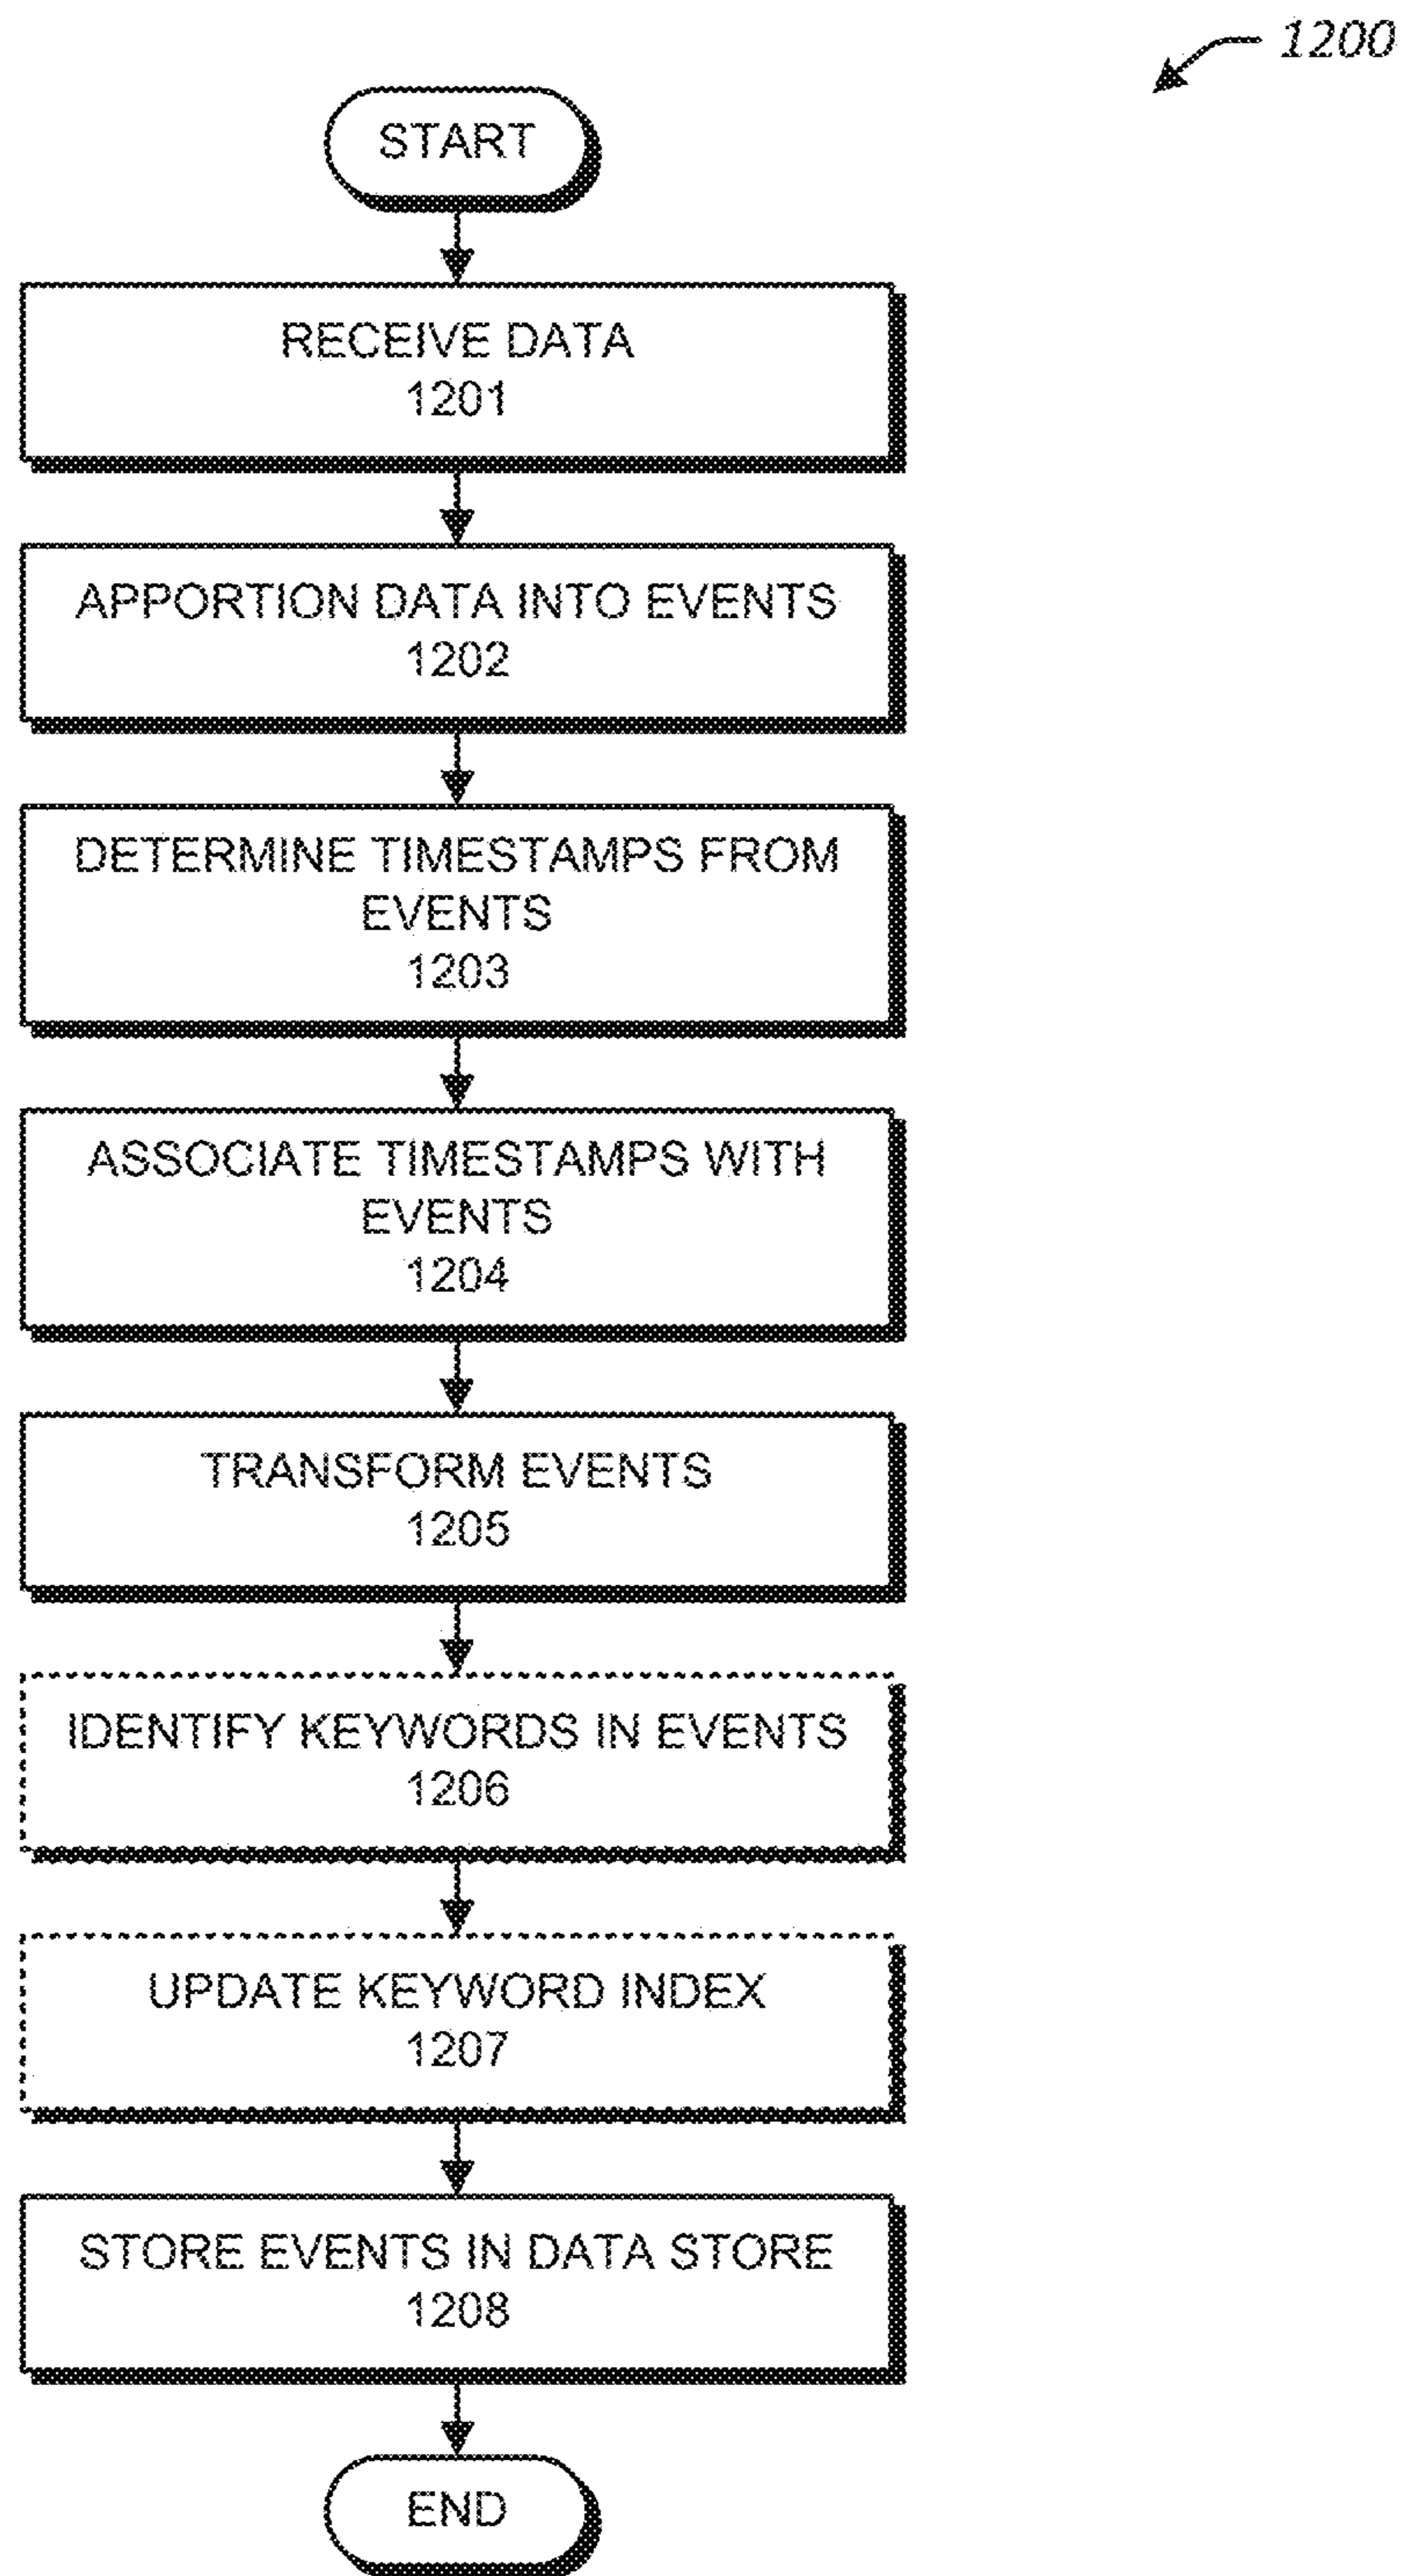 1200
START
RECEIVE DATA
1201
APPORTION DATA INTO EVENTS
1202
DETERMINE TIMESTAMPS FROM
EVENTS
1203
ASSOCIATE TIMESTAMPS WITH
EVENTS
1204
TRANSFORM EVENTS
1205
IDENTIFY KEYWORDS IN EVENTS
1206
UPDATE KEYWORD INDEX
1207
STORE EVENTS IN DATA STORE
1208
END